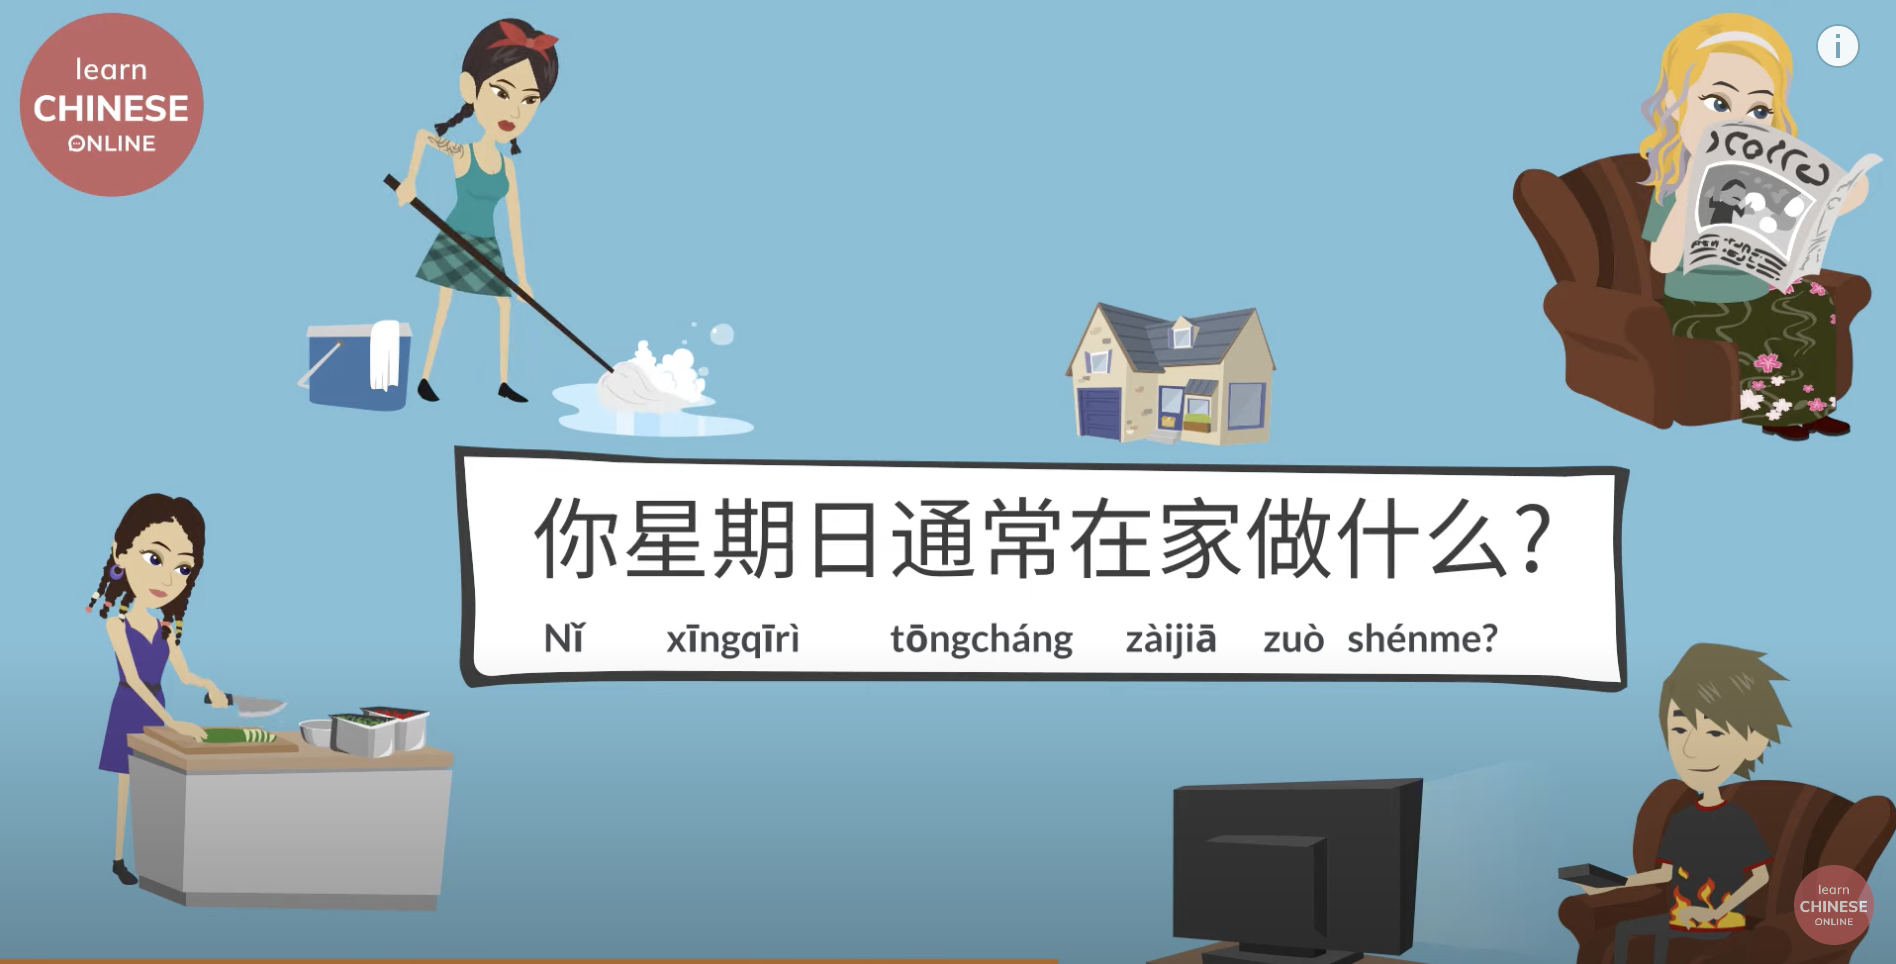 learn
CHINESE
ONLINE
i
你星期日通常在家做什么?
Nǐ xīngqīrì tōngcháng zàijiā zuò shénme?
learn
CHINESE
ONLINE